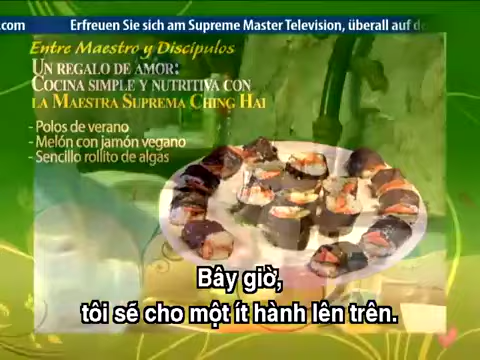 .com Erfreuen Sie sich am Supreme Master Television, überall auf d
Entre Maestro y Discípulos
UN REGALO DE AMOR:
COCINA SIMPLE Y NUTRITIVA CON
LA MAESTRA SUPREMA CHING HAI
- Polos de verano
- Melón con jamón vegano
- Sencillo rollito de algas
Bây giờ,
tôi sẽ cho một ít hành lên trên.